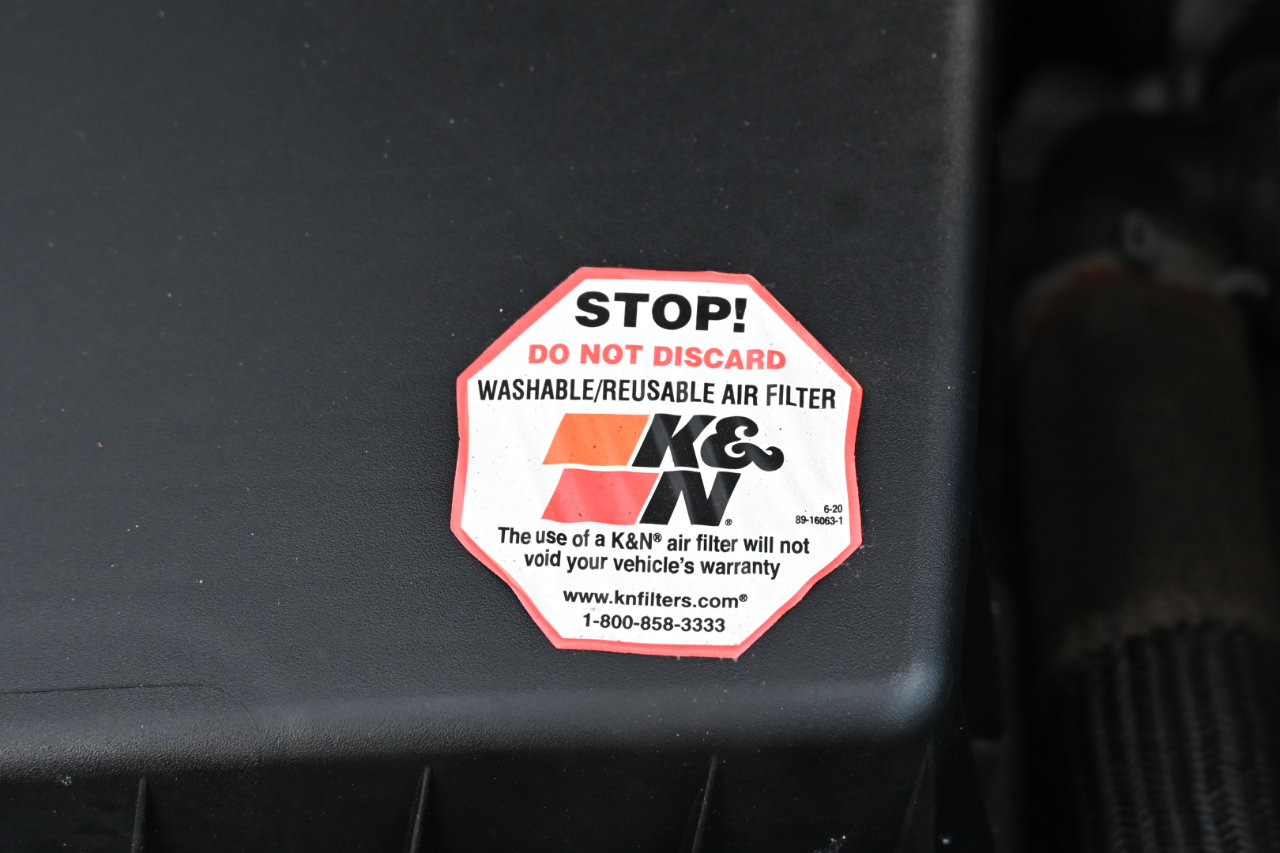 STOP!
DO NOT DISCARD
WASHABLE/REUSABLE AIR FILTER
K&
N®
6-20
89-16063-1
The use of a K&N® air filter will not
void your vehicle's warranty
www.knfilters.com®
1-800-858-3333